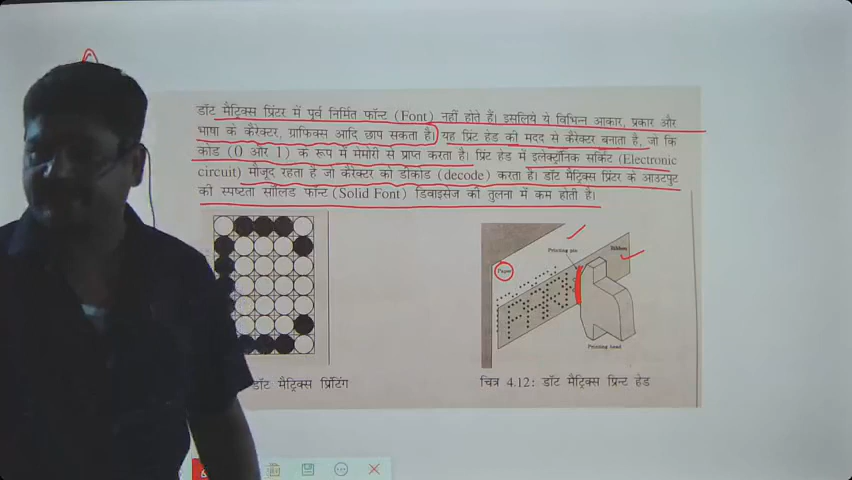 डॉट मैट्रिक्स प्रिंटर में पूर्व निर्मित फॉन्ट (Font) नहीं होते हैं। इसलिये ये विभिन्न आकार, प्रकार और
भाषा के कैरेक्टर, ग्राफिक्स आदि छाप सकता है। यह प्रिंट हेड की मदद से कैरेक्टर बनाता है, जो कि
कोड (0 और 1) के रूप में मेमोरी से प्राप्त करता है। प्रिंट हेड में इलेक्ट्रॉनिक सर्किट (Electronic
circuit) मौजूद रहता है जो कैरेक्टर को डीकोड (decode) करता है। डॉट मैट्रिक्स प्रिंटर के आउटपुट
की स्पष्टता सॉलिड फॉन्ट (Solid Font) डिवाइसेज की तुलना में कम होती है।
Printing pin
Ribbon
Paper
Printing head
डॉट मैट्रिक्स प्रिंटिंग
चित्र 4.12: डॉट मैट्रिक्स प्रिन्ट हेड